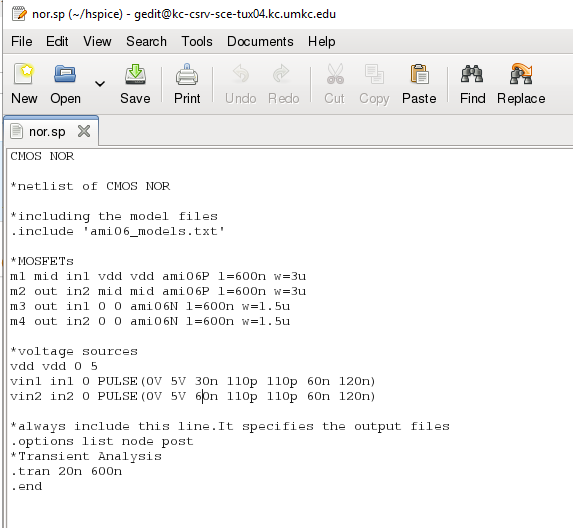 nor.sp (~/hspice) - gedit@kc-csrv-sce-tux04.kc.umkc.edu
File Edit View Search Tools Documents Help
New Open Save Print Undo Redo Cut Copy Paste Find Replace
nor.sp
CMOS NOR
*netlist of CMOS NOR
*including the model files
.include 'ami06_models.txt'
*MOSFETs
m1 mid in1 vdd vdd ami06P l=600n w=3u
m2 out in2 mid mid ami06P l=600n w=3u
m3 out in1 0 0 ami06N l=600n w=1.5u
m4 out in2 0 0 ami06N l=600n w=1.5u
*voltage sources
vdd vdd 0 5
vin1 in1 0 PULSE(0V 5V 30n 110p 110p 60n 120n)
vin2 in2 0 PULSE(0V 5V 60n 110p 110p 60n 120n)
*always include this line.It specifies the output files
.options list node post
*Transient Analysis
.tran 20n 600n
.end